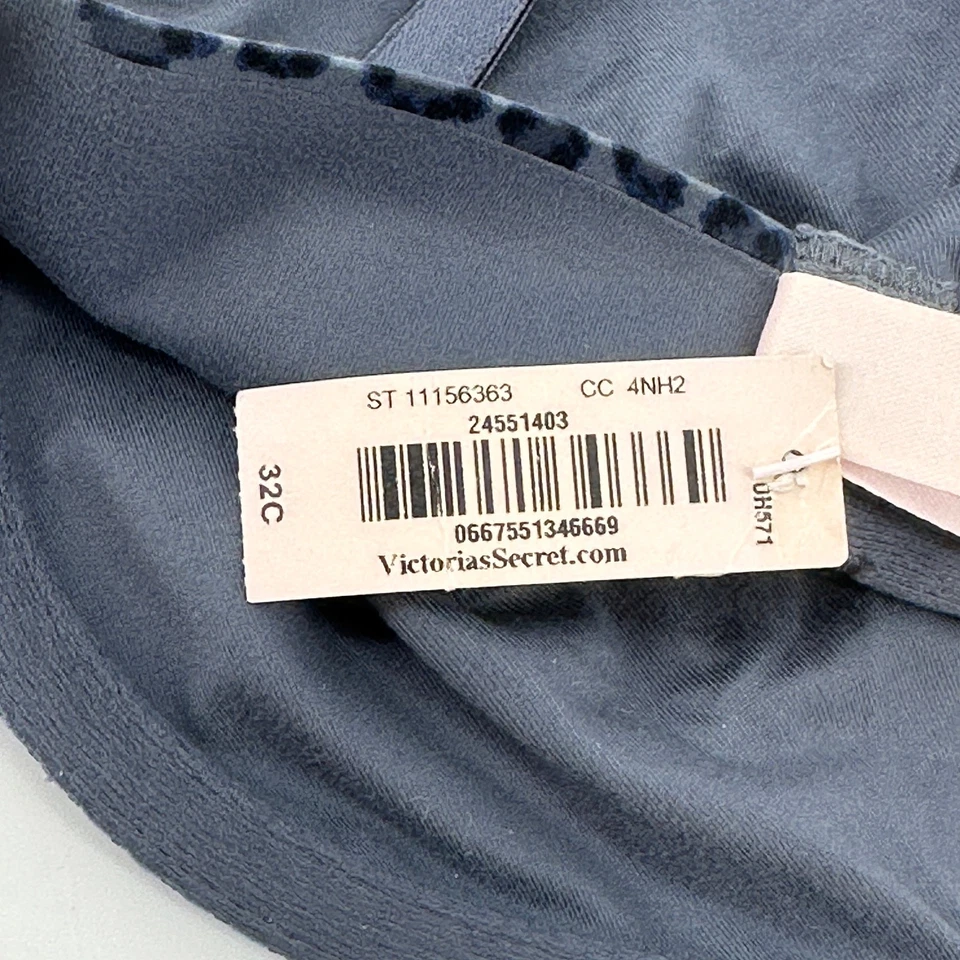 ST 11156363 CC 4NH2
24551403
32C
0667551346669
VictoriasSecret.com